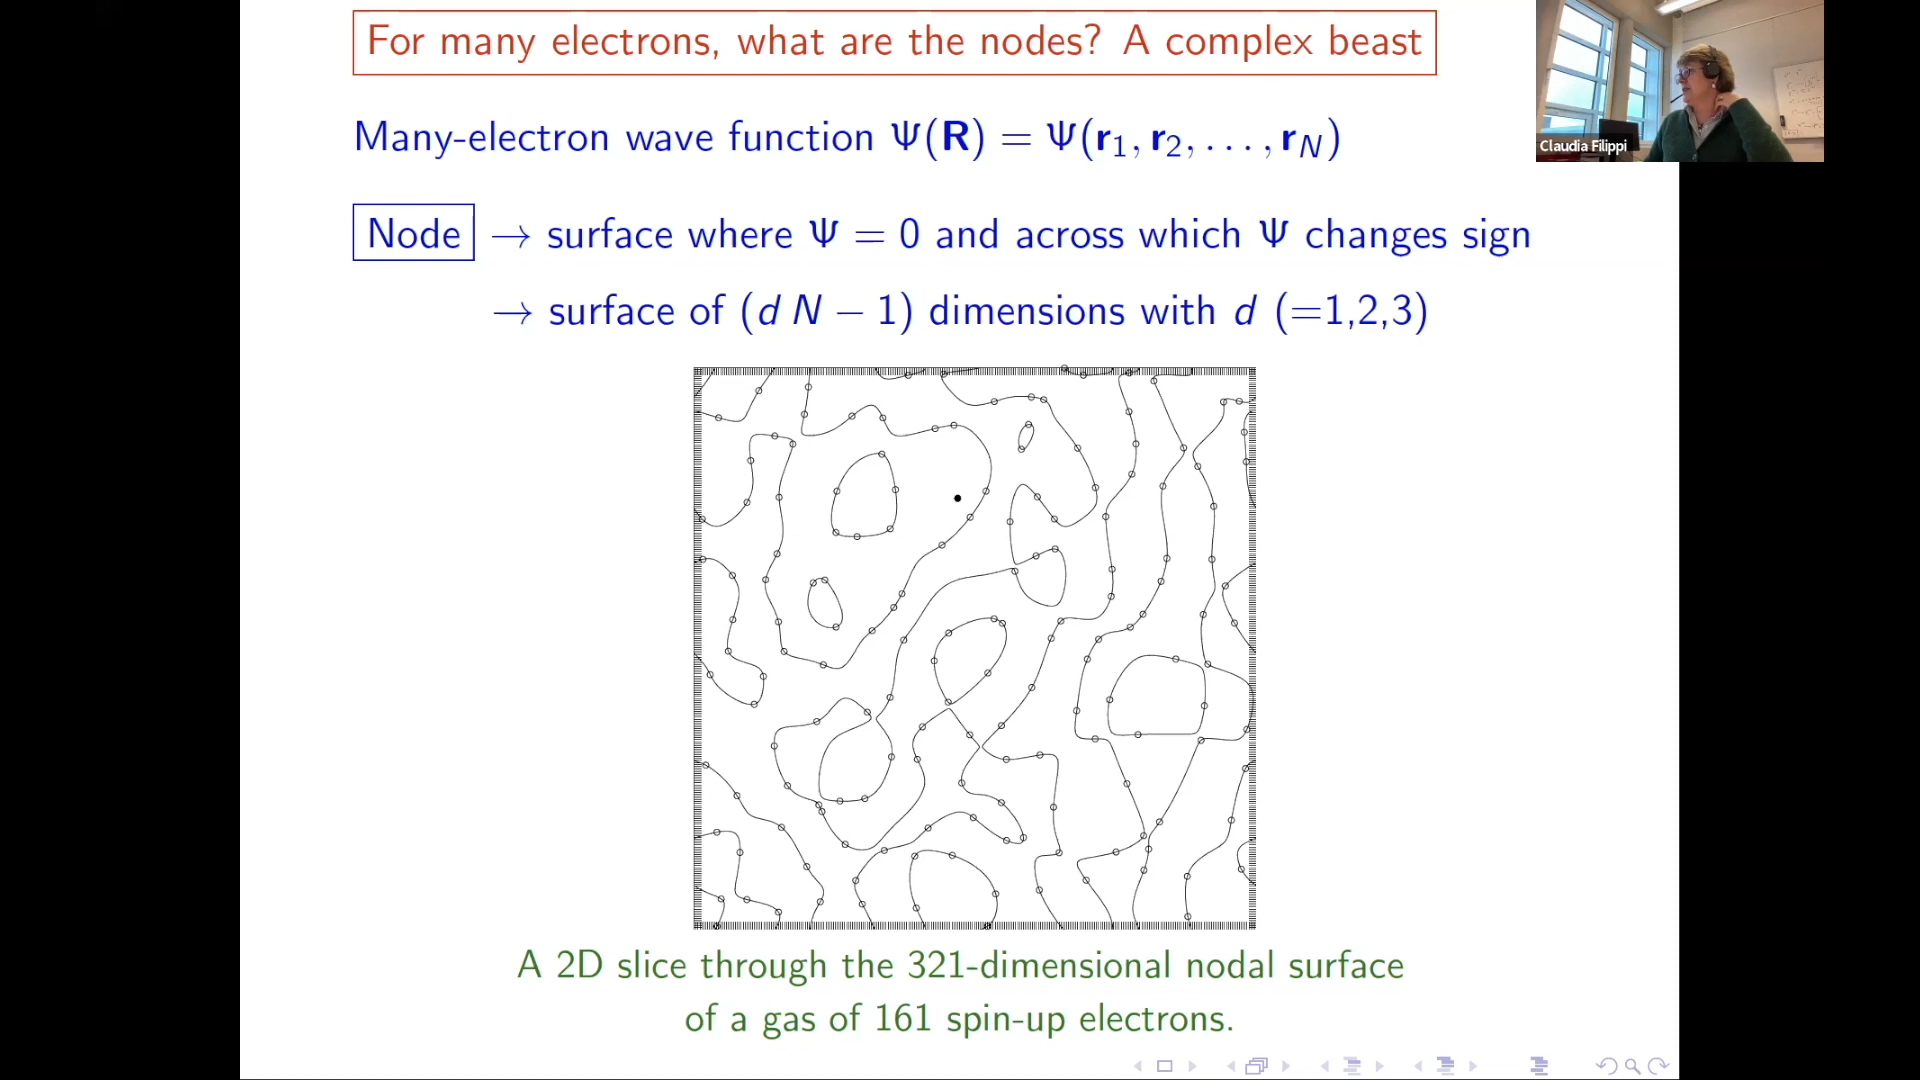 For many electrons, what are the nodes? A complex beast
Many-electron wave function Ψ(R) = Ψ(r₁, r₂, . . . , r_N)
Node → surface where Ψ = 0 and across which Ψ changes sign
→ surface of (d N − 1) dimensions with d (=1,2,3)
A 2D slice through the 321-dimensional nodal surface
of a gas of 161 spin-up electrons.
Claudia Filippi